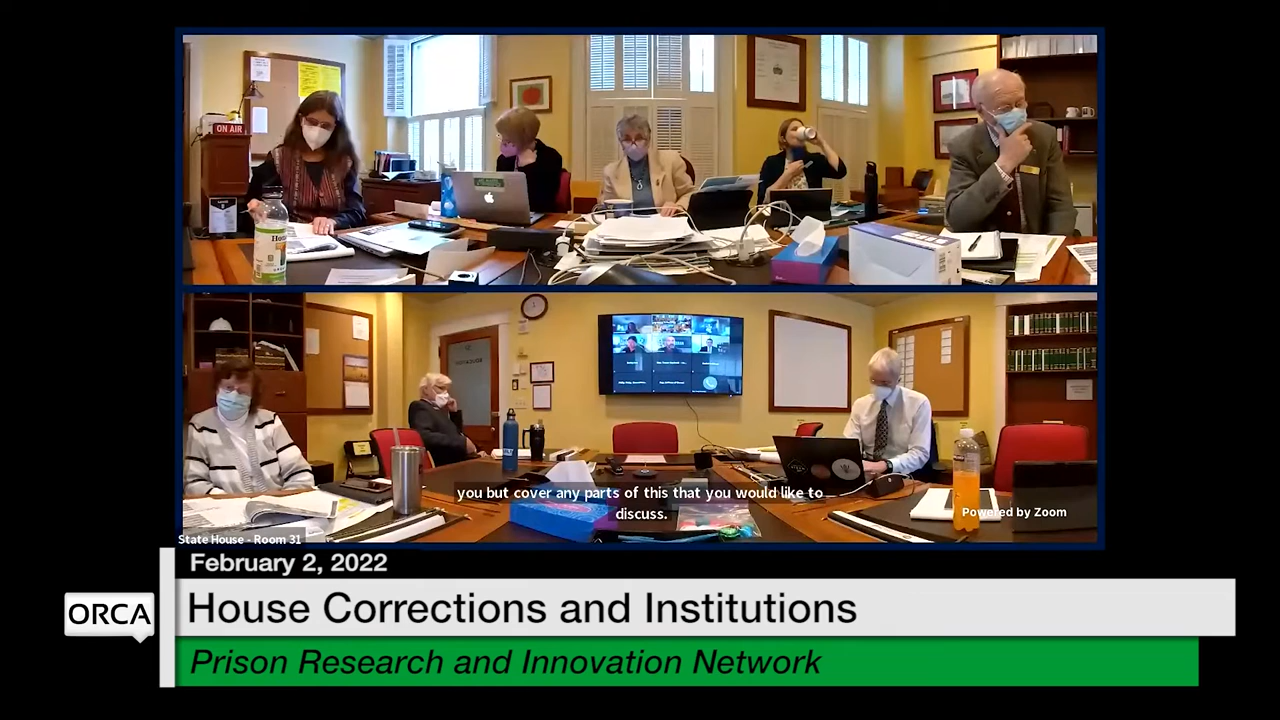 ON AIR
you but cover any parts of this that you would like to
discuss.
Powered by Zoom
State House - Room 31
February 2, 2022
ORCA
House Corrections and Institutions
Prison Research and Innovation Network